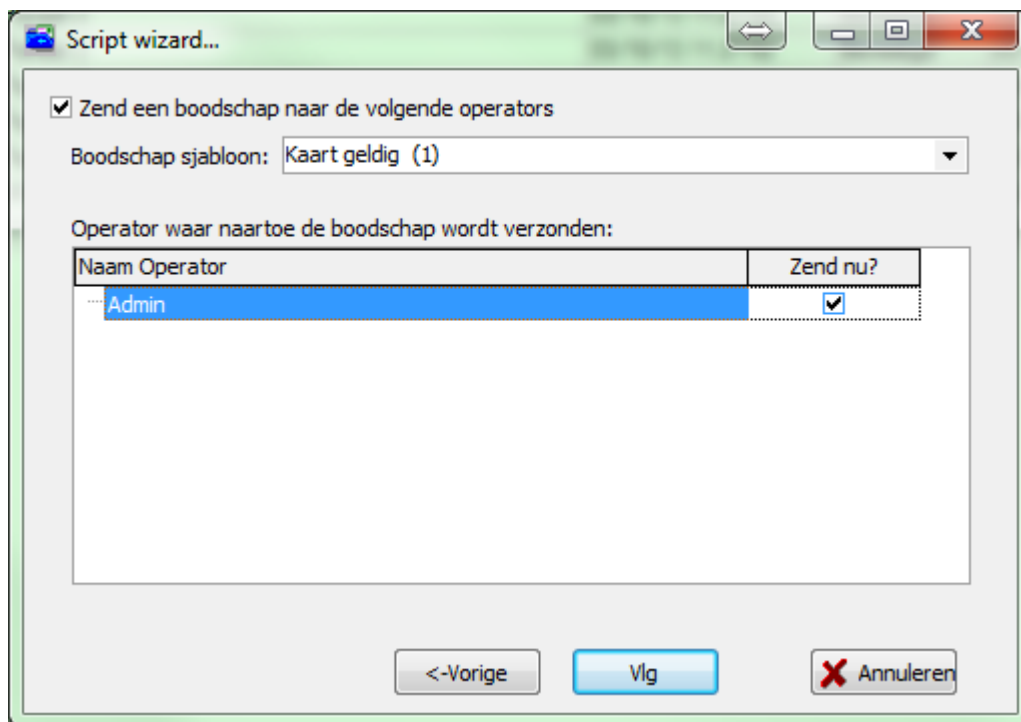 Script wizard...
Zend een boodschap naar de volgende operators
Boodschap sjabloon: Kaart geldig (1)
Operator waar naartoe de boodschap wordt verzonden:
Naam Operator Zend nu?
Admin
<-Vorige Vlg Annuleren